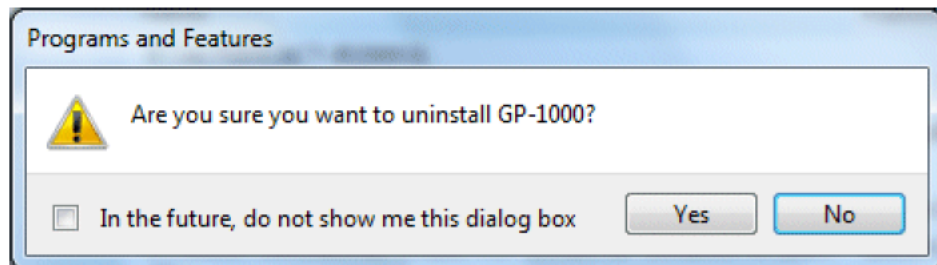 Programs and Features
Are you sure you want to uninstall GP-1000?
In the future, do not show me this dialog box
Yes
No